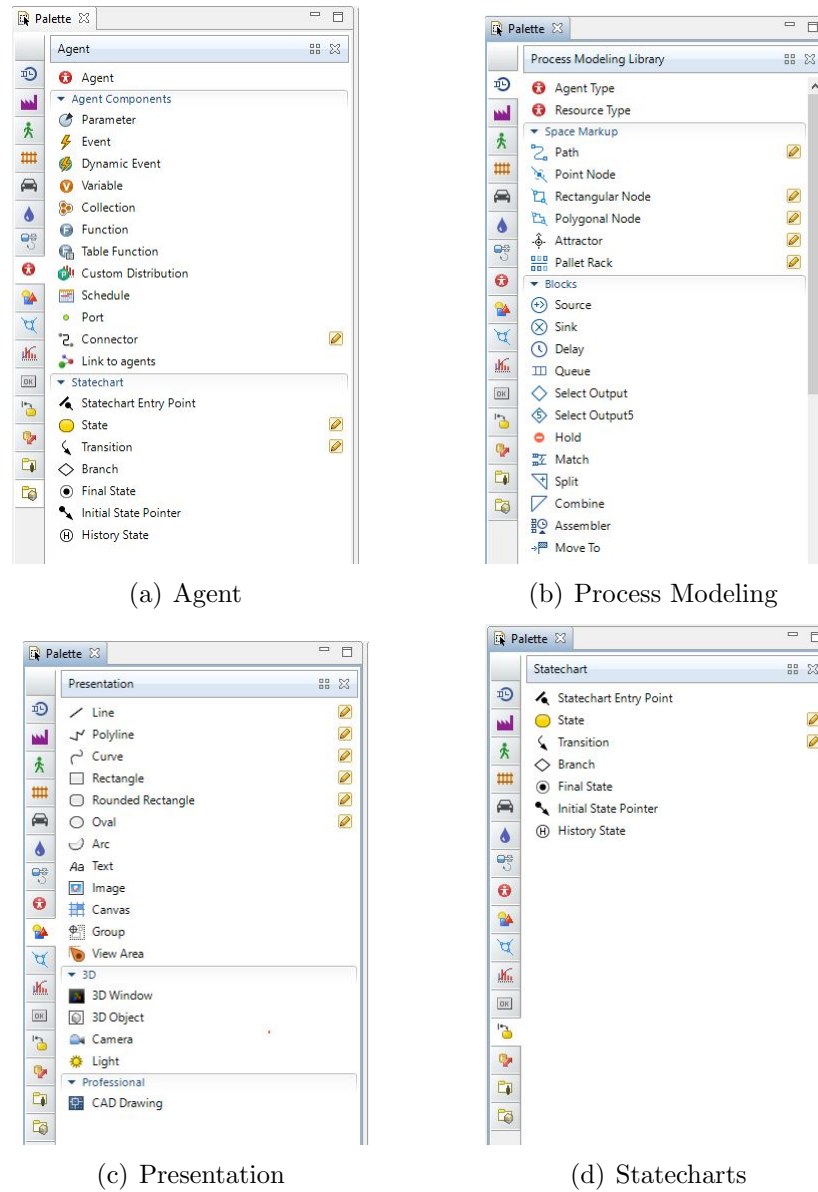 Palette
Agent
Agent
Agent Components
Parameter
Event
Dynamic Event
Variable
Collection
Function
Table Function
Custom Distribution
Schedule
Port
Connector
Link to agents
Statechart
Statechart Entry Point
State
Transition
Branch
Final State
Initial State Pointer
History State
(a) Agent
Palette
Process Modeling Library
Agent Type
Resource Type
Space Markup
Path
Point Node
Rectangular Node
Polygonal Node
Attractor
Pallet Rack
Blocks
Source
Sink
Delay
Queue
Select Output
Select Output5
Hold
Match
Split
Combine
Assembler
Move To
(b) Process Modeling
Palette
Presentation
Line
Polyline
Curve
Rectangle
Rounded Rectangle
Oval
Arc
Text
Image
Canvas
Group
View Area
3D
3D Window
3D Object
Camera
Light
Professional
CAD Drawing
(c) Presentation
Palette
Statechart
Statechart Entry Point
State
Transition
Branch
Final State
Initial State Pointer
History State
(d) Statecharts